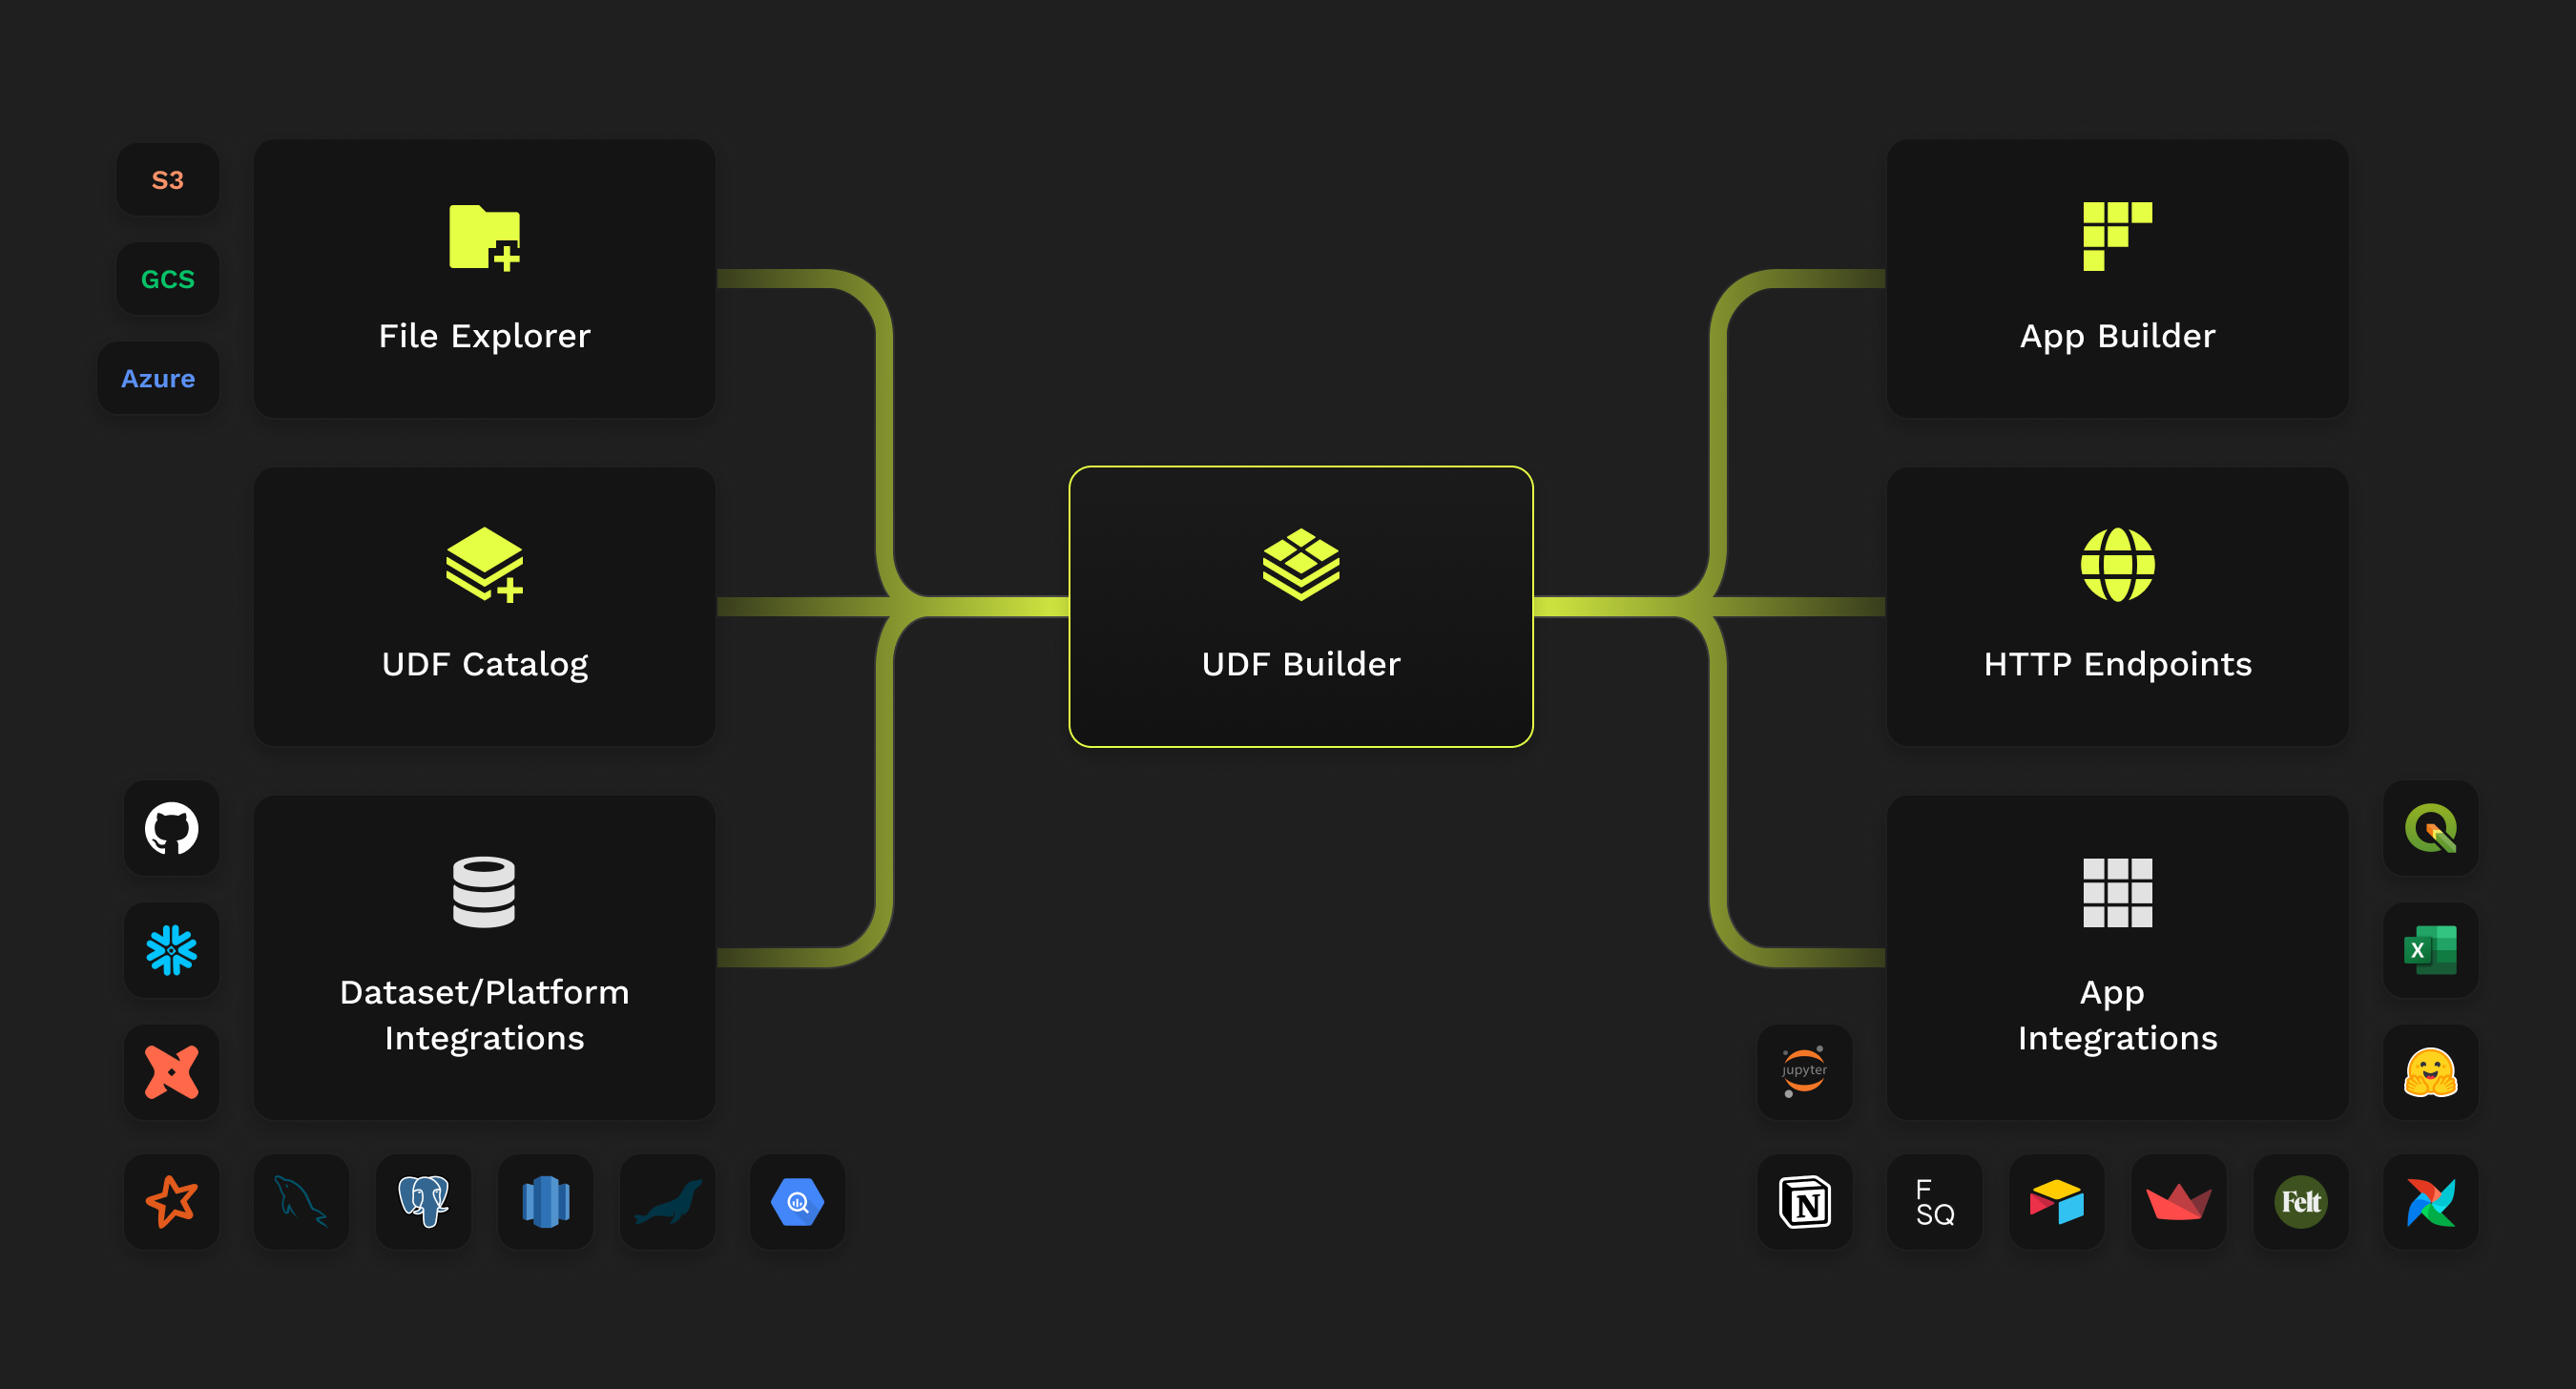 S3
GCS
Azure
File Explorer
UDF Catalog
Dataset/Platform
Integrations
UDF Builder
App Builder
HTTP Endpoints
App
Integrations
X
jupyter
N
F
SQ
Felt